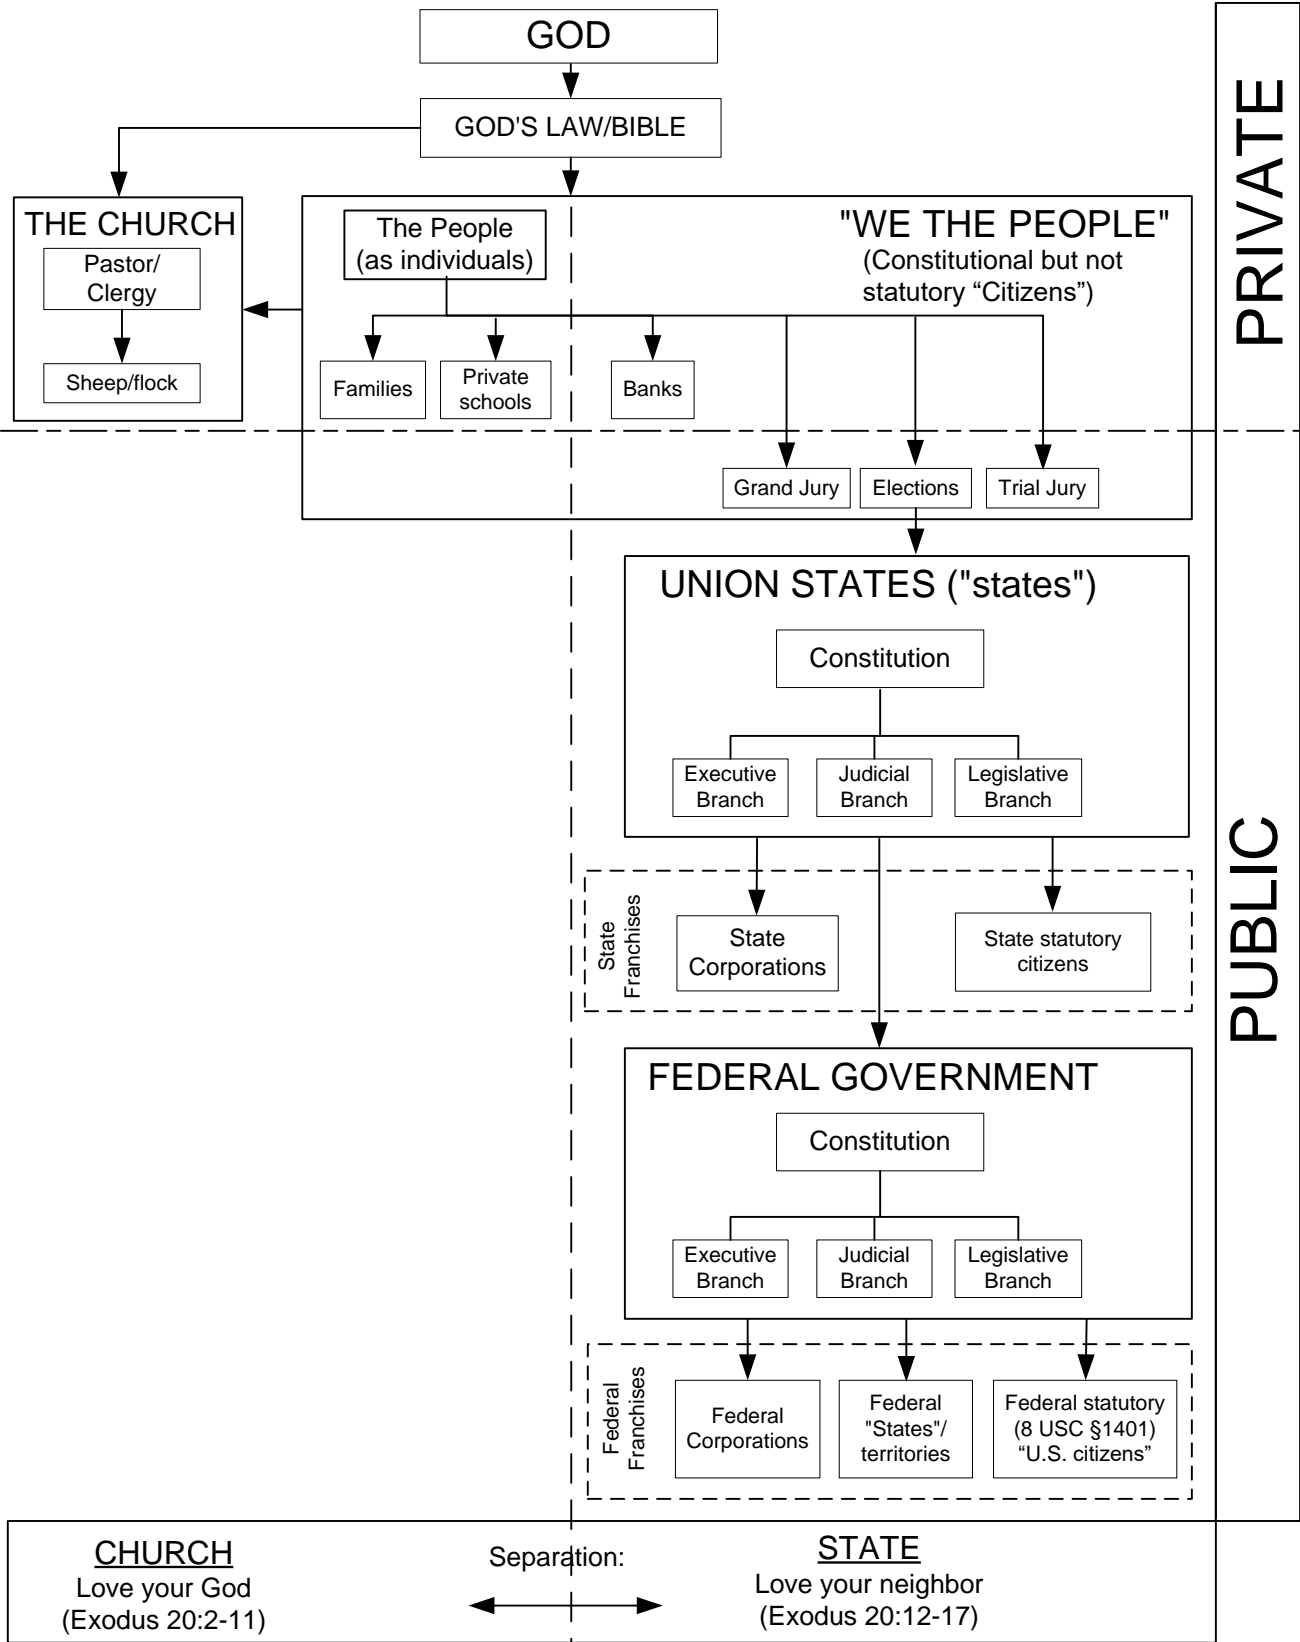 GOD
GOD'S LAW/BIBLE
PRIVATE
THE CHURCH
Pastor/
Clergy
Sheep/flock
The People
(as individuals)
"WE THE PEOPLE"
(Constitutional but not
statutory “Citizens”)
Families
Private
schools
Banks
Grand Jury
Elections
Trial Jury
PUBLIC
UNION STATES ("states")
Constitution
Executive
Branch
Judicial
Branch
Legislative
Branch
State
Franchises
State
Corporations
State statutory
citizens
FEDERAL GOVERNMENT
Constitution
Executive
Branch
Judicial
Branch
Legislative
Branch
Federal
Franchises
Federal
Corporations
Federal
"States"/
territories
Federal statutory
(8 USC §1401)
“U.S. citizens”
CHURCH
Love your God
(Exodus 20:2-11)
Separation:
STATE
Love your neighbor
(Exodus 20:12-17)